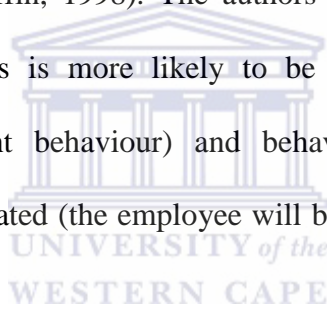 1998). The authors
s is more likely to be
nt behaviour) and behav
ated (the employee will b
UNIVERSITY of the
WESTERN CAPE